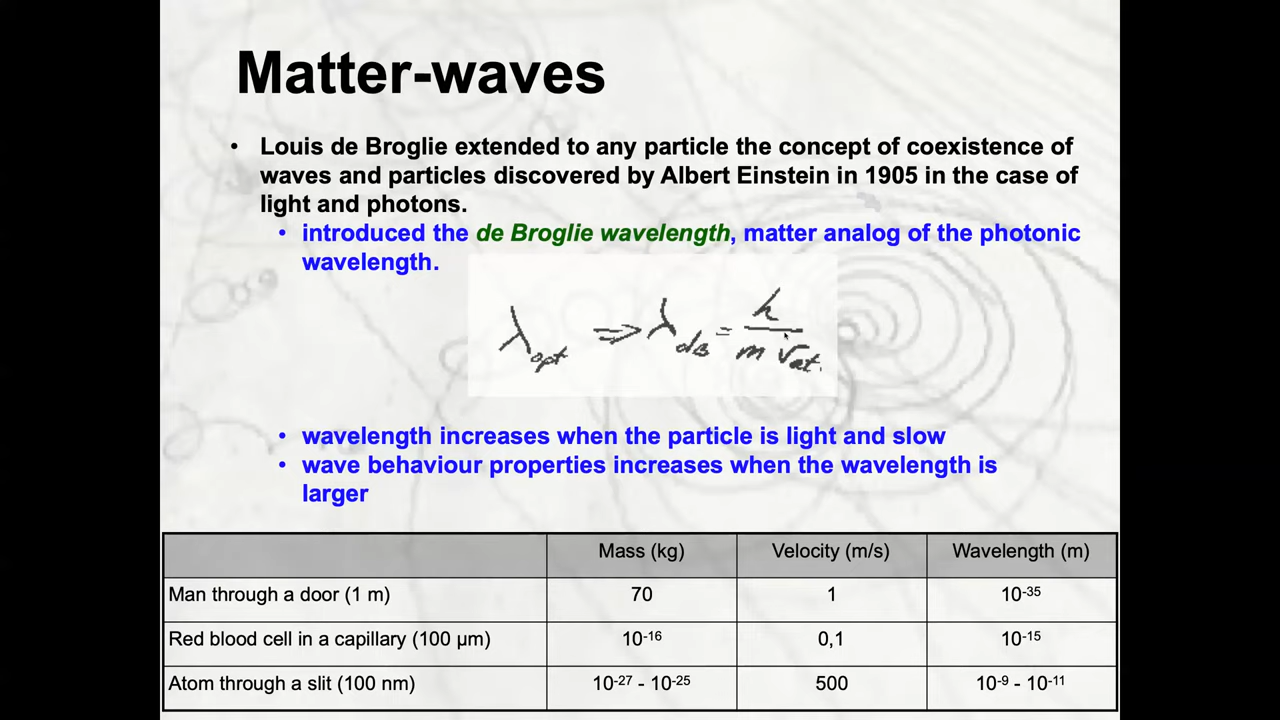 Matter-waves
• Louis de Broglie extended to any particle the concept of coexistence of
waves and particles discovered by Albert Einstein in 1905 in the case of
light and photons.
• introduced the de Broglie wavelength, matter analog of the photonic
wavelength.
λopt ⇒ λdB = h / m vat.
• wavelength increases when the particle is light and slow
• wave behaviour properties increases when the wavelength is
larger
Mass (kg) Velocity (m/s) Wavelength (m)
Man through a door (1 m) 70 1 10⁻³⁵
Red blood cell in a capillary (100 µm) 10⁻¹⁶ 0,1 10⁻¹⁵
Atom through a slit (100 nm) 10⁻²⁷ - 10⁻²⁵ 500 10⁻⁹ - 10⁻¹¹